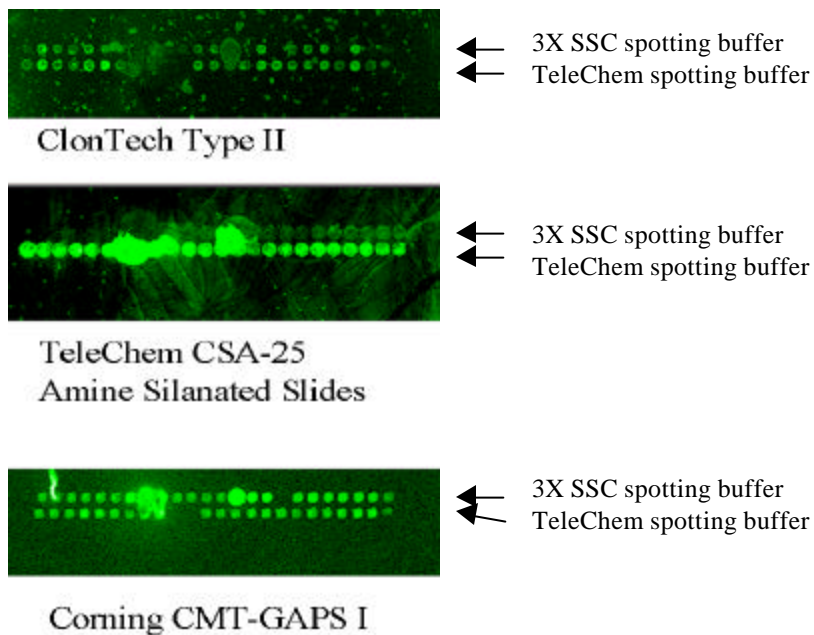 3X SSC spotting buffer
TeleChem spotting buffer
ClonTech Type II
3X SSC spotting buffer
TeleChem spotting buffer
TeleChem CSA-25
Amine Silanated Slides
3X SSC spotting buffer
TeleChem spotting buffer
Corning CMT-GAPS I